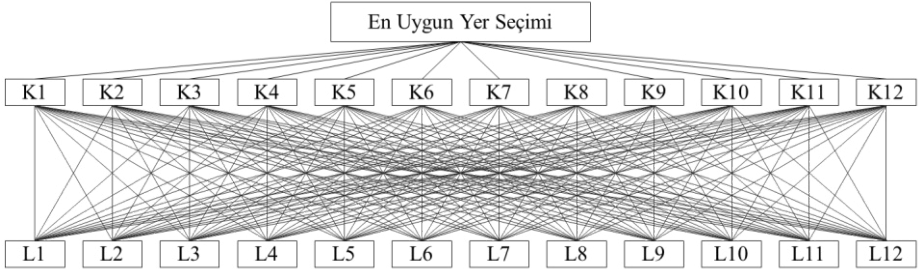 En Uygun Yer Seçimi
K1 K2 K3 K4 K5 K6 K7 K8 K9 K10 K11 K12
L1 L2 L3 L4 L5 L6 L7 L8 L9 L10 L11 L12